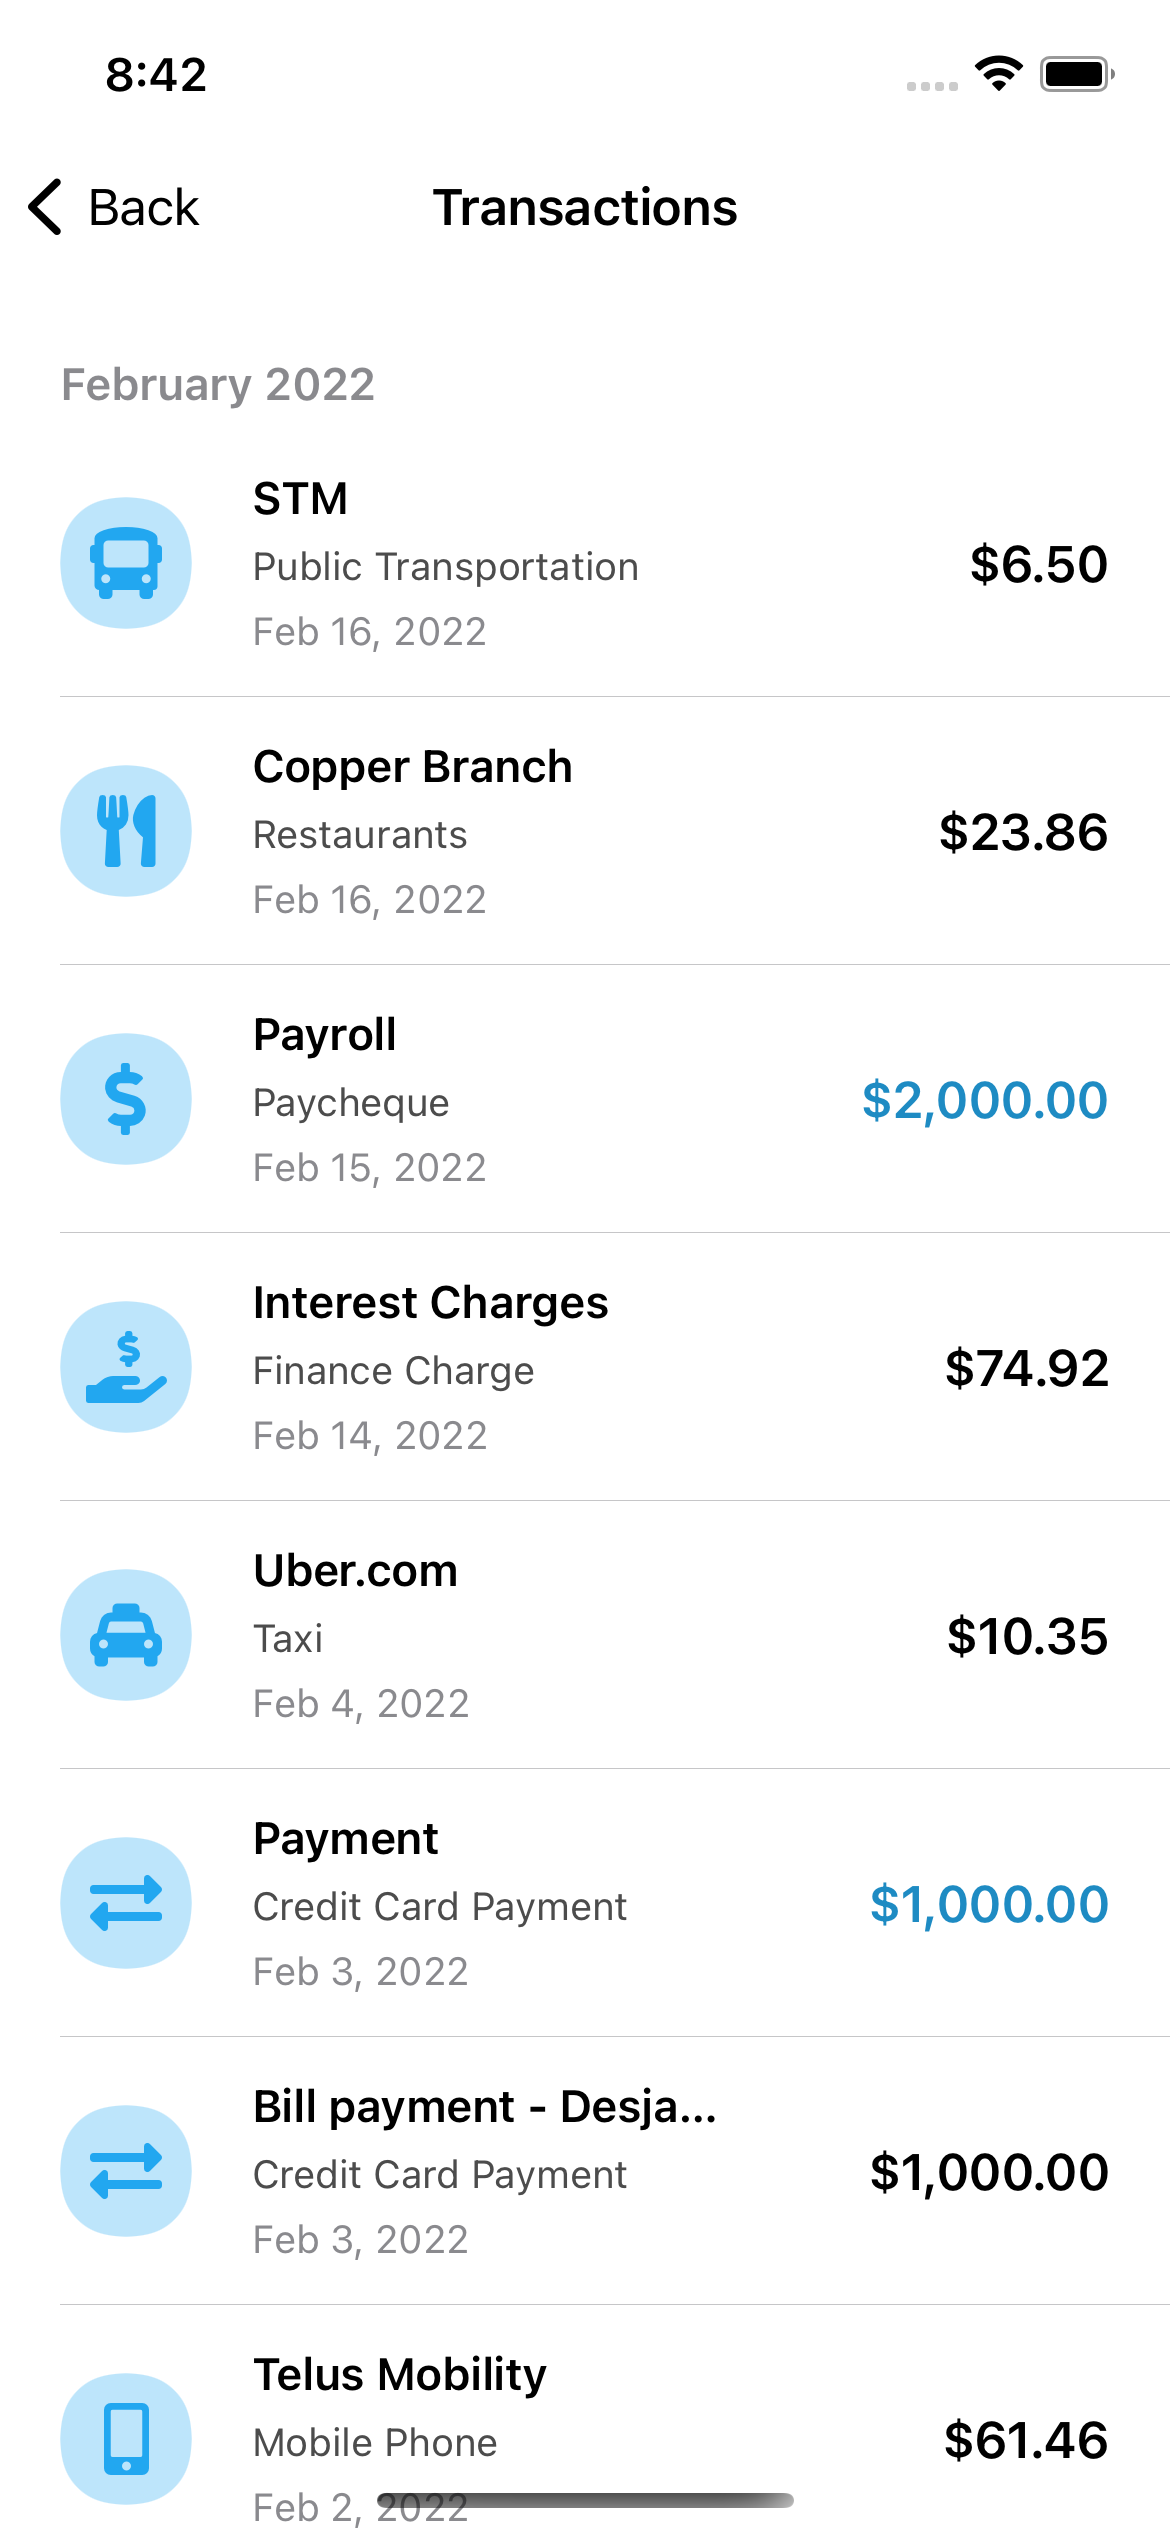 8:42
Back
Transactions
February 2022
STM
Public Transportation
$6.50
Feb 16, 2022
Copper Branch
Restaurants
$23.86
Feb 16, 2022
Payroll
Paycheque
$2,000.00
Feb 15, 2022
Interest Charges
Finance Charge
$74.92
Feb 14, 2022
Uber.com
Taxi
$10.35
Feb 4, 2022
Payment
Credit Card Payment
$1,000.00
Feb 3, 2022
Bill payment - Desja...
Credit Card Payment
$1,000.00
Feb 3, 2022
Telus Mobility
Mobile Phone
$61.46
Feb 2, 2022